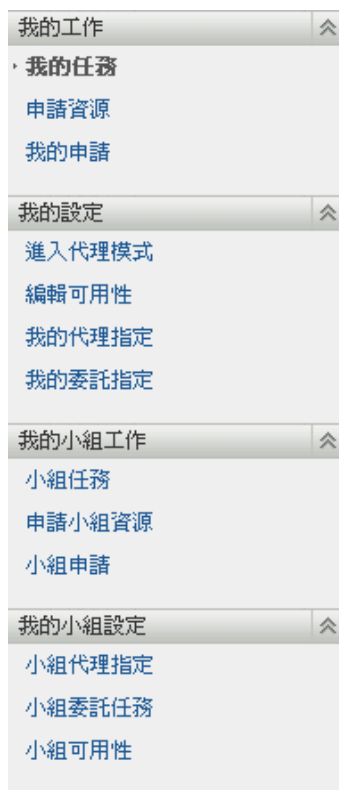 我的工作
我的任務
申請資源
我的申請
我的設定
進入代理模式
編輯可用性
我的代理指定
我的委託指定
我的小組工作
小組任務
申請小組資源
小組申請
我的小組設定
小組代理指定
小組委託任務
小組可用性